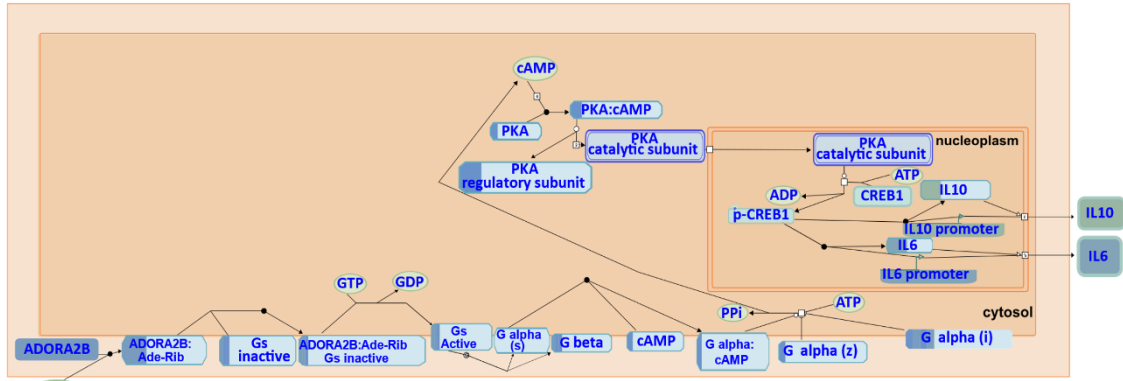 cAMP
PKA:cAMP
PKA
PKA
catalytic subunit
PKA
regulatory subunit
PKA
catalytic subunit
nucleoplasm
ATP
ADP
CREB1
IL10
p-CREB1
IL10 promoter
IL10
IL6
IL6 promoter
IL6
GTP
GDP
PPi
ATP
cytosol
ADORA2B
ADORA2B:
Ade-Rib
Gs
inactive
ADORA2B:Ade-Rib
Gs inactive
Gs
Active
G alpha
(s)
G beta
cAMP
G alpha:
cAMP
G alpha (z)
G alpha (i)